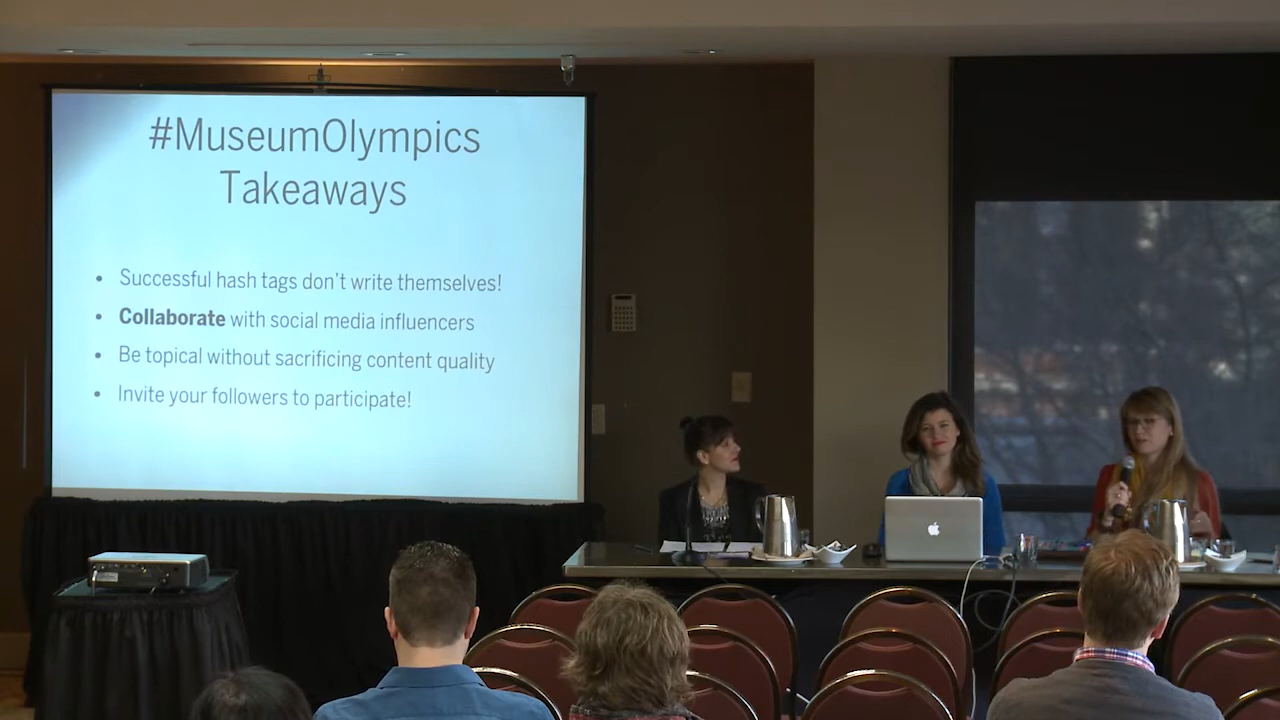 #MuseumOlympics
Takeaways
• Successful hash tags don't write themselves!
• Collaborate with social media influencers
• Be topical without sacrificing content quality
• Invite your followers to participate!